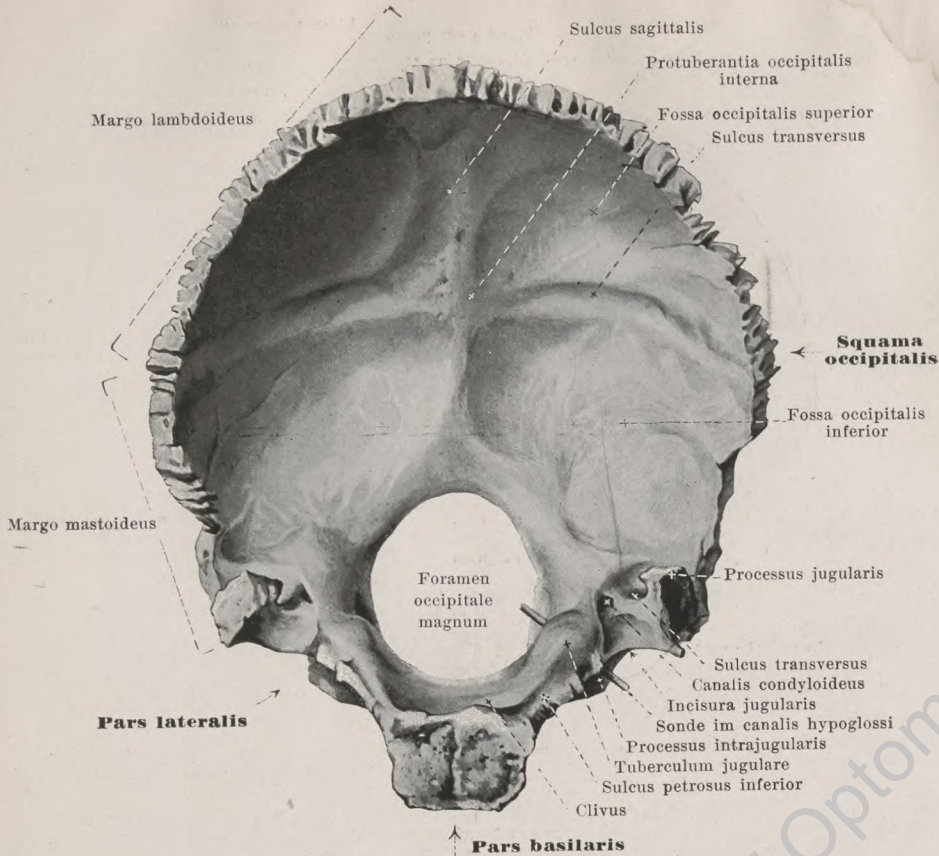 Sulcus sagittalis
Protuberantia occipitalis
interna
Margo lambdoideus
Fossa occipitalis superior
Sulcus transversus
Squama
occipitalis
Fossa occipitalis
inferior
Margo mastoideus
Foramen
occipitale
magnum
Processus jugularis
Sulcus transversus
Canalis condyloideus
Incisura jugularis
Sonde im canalis hypoglossi
Processus intrajugularis
Tuberculum jugulare
Sulcus petrosus inferior
Clivus
Pars lateralis
Pars basilaris